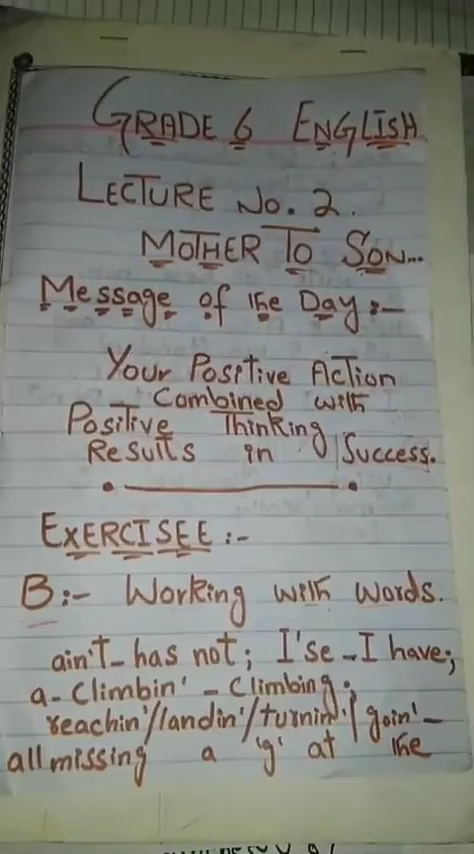 GRADE 6 ENGLISH
LECTURE No. 2.
MOTHER To SoN...
Message of the Day:-
Your Positive Action
Combined with
Positive Thinking
Results in Success.
EXERCISEE:-
B:- Working with words.
ain't- has not; I'se - I have;
a- Climbin' - Climbing;
reachin'/landin'/turnin'/goin'-
all missing a 'g' at the